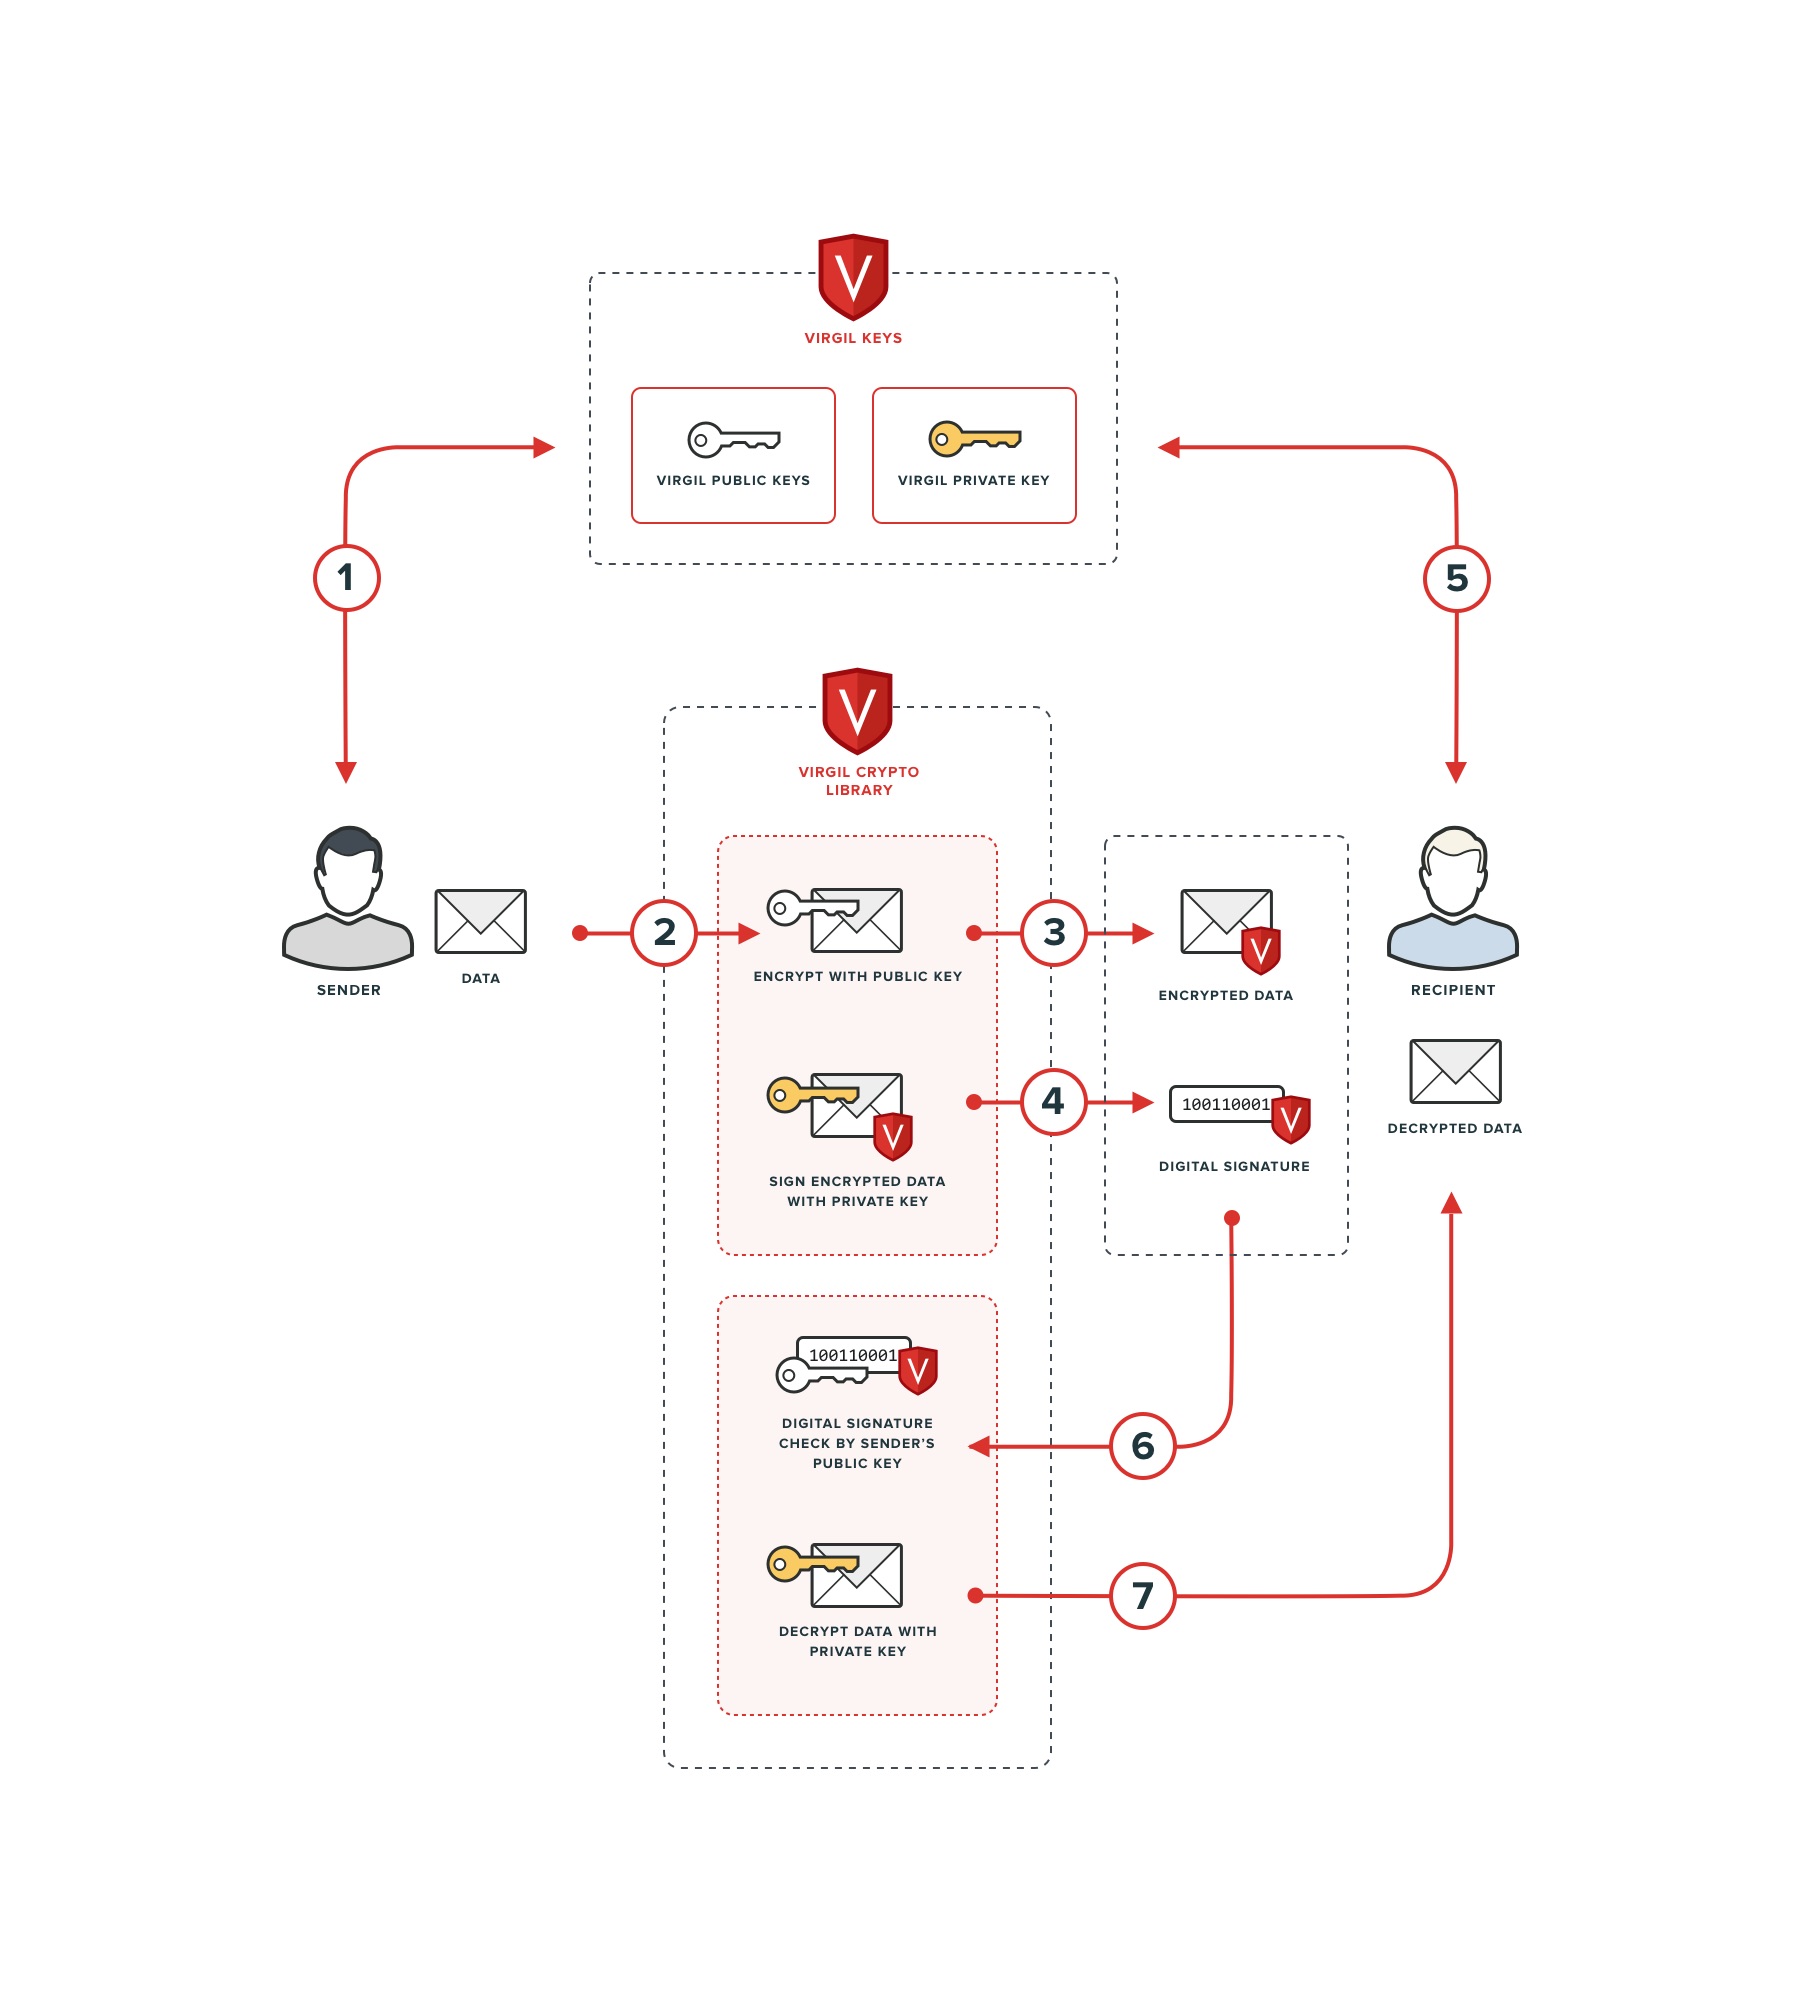 V
VIRGIL KEYS
VIRGIL PUBLIC KEYS
VIRGIL PRIVATE KEY
1
5
V
VIRGIL CRYPTO
LIBRARY
SENDER
DATA
2
ENCRYPT WITH PUBLIC KEY
3
V
ENCRYPTED DATA
RECIPIENT
V
SIGN ENCRYPTED DATA
WITH PRIVATE KEY
4
100110001
V
DIGITAL SIGNATURE
DECRYPTED DATA
100110001
V
DIGITAL SIGNATURE
CHECK BY SENDER'S
PUBLIC KEY
6
DECRYPT DATA WITH
PRIVATE KEY
7